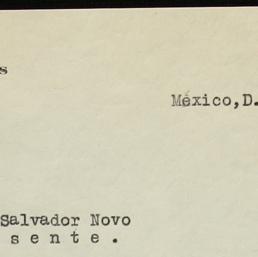 s
México,D.
Salvador Novo
s e n t e .